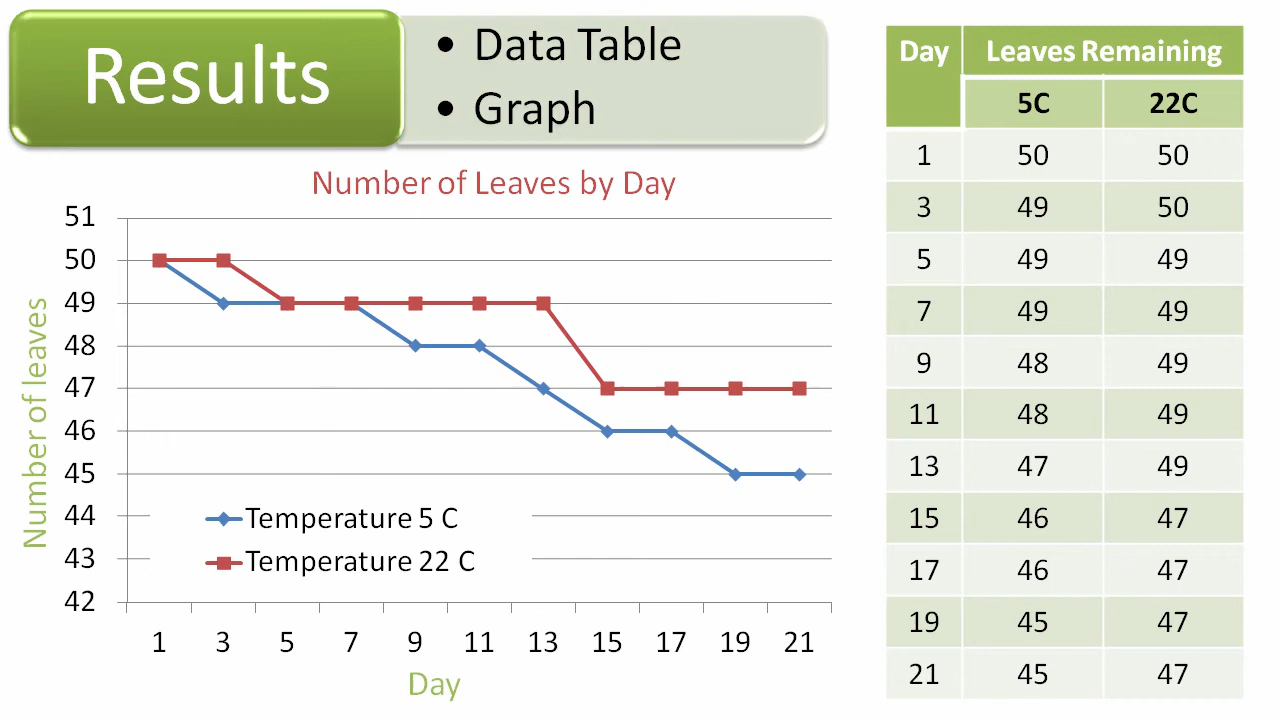 Results
• Data Table
• Graph
Number of Leaves by Day
Number of leaves
51
50
49
48
47
46
45
44
43
42
Temperature 5 C
Temperature 22 C
1 3 5 7 9 11 13 15 17 19 21
Day
Day Leaves Remaining
5C 22C
1 50 50
3 49 50
5 49 49
7 49 49
9 48 49
11 48 49
13 47 49
15 46 47
17 46 47
19 45 47
21 45 47